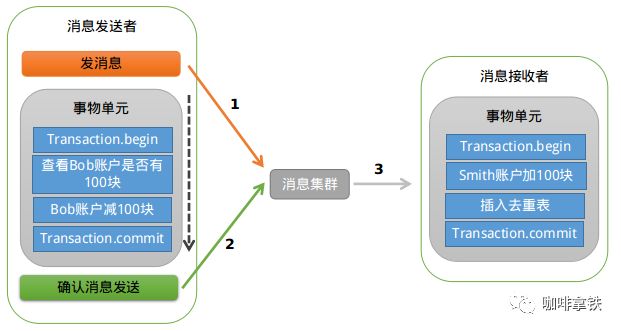 消息发送者
发消息
事物单元
Transaction.begin
查看Bob账户是否有
100块
Bob账户减100块
Transaction.commit
确认消息发送
1
2
消息集群
3
消息接收者
事物单元
Transaction.begin
Smith账户加100块
插入去重表
Transaction.commit
咖啡拿铁